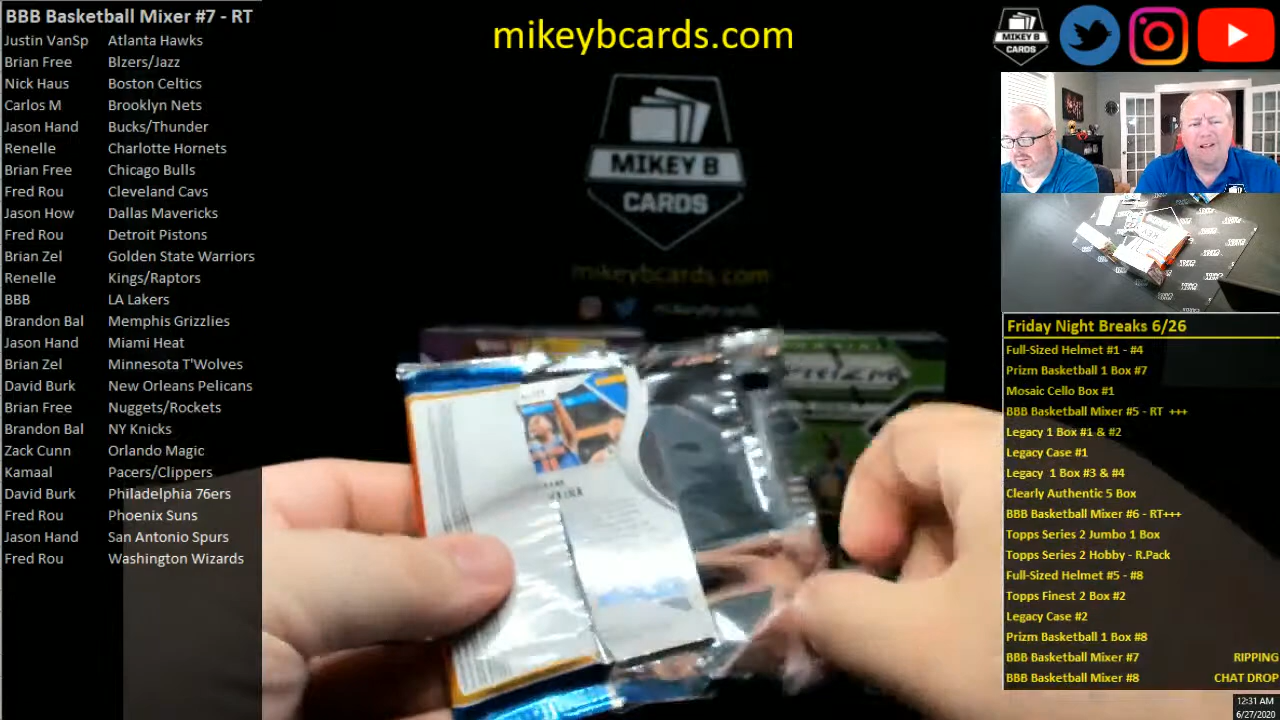 BBB Basketball Mixer #7 - RT
Justin VanSp Atlanta Hawks
Brian Free Blzers/Jazz
Nick Haus Boston Celtics
Carlos M Brooklyn Nets
Jason Hand Bucks/Thunder
Renelle Charlotte Hornets
Brian Free Chicago Bulls
Fred Rou Cleveland Cavs
Jason How Dallas Mavericks
Fred Rou Detroit Pistons
Brian Zel Golden State Warriors
Renelle Kings/Raptors
BBB LA Lakers
Brandon Bal Memphis Grizzlies
Jason Hand Miami Heat
Brian Zel Minnesota T'Wolves
David Burk New Orleans Pelicans
Brian Free Nuggets/Rockets
Brandon Bal NY Knicks
Zack Cunn Orlando Magic
Kamaal Pacers/Clippers
David Burk Philadelphia 76ers
Fred Rou Phoenix Suns
Jason Hand San Antonio Spurs
Fred Rou Washington Wizards
mikeybcards.com
MIKEY B
CARDS
mikeybcards.com
MIKEY B
CARDS
Friday Night Breaks 6/26
Full-Sized Helmet #1 - #4
Prizm Basketball 1 Box #7
Mosaic Cello Box #1
BBB Basketball Mixer #5 - RT +++
Legacy 1 Box #1 & #2
Legacy Case #1
Legacy 1 Box #3 & #4
Clearly Authentic 5 Box
BBB Basketball Mixer #6 - RT+++
Topps Series 2 Jumbo 1 Box
Topps Series 2 Hobby - R.Pack
Full-Sized Helmet #5 - #8
Topps Finest 2 Box #2
Legacy Case #2
Prizm Basketball 1 Box #8
BBB Basketball Mixer #7 RIPPING
BBB Basketball Mixer #8 CHAT DROP
12:31 AM
6/27/2020